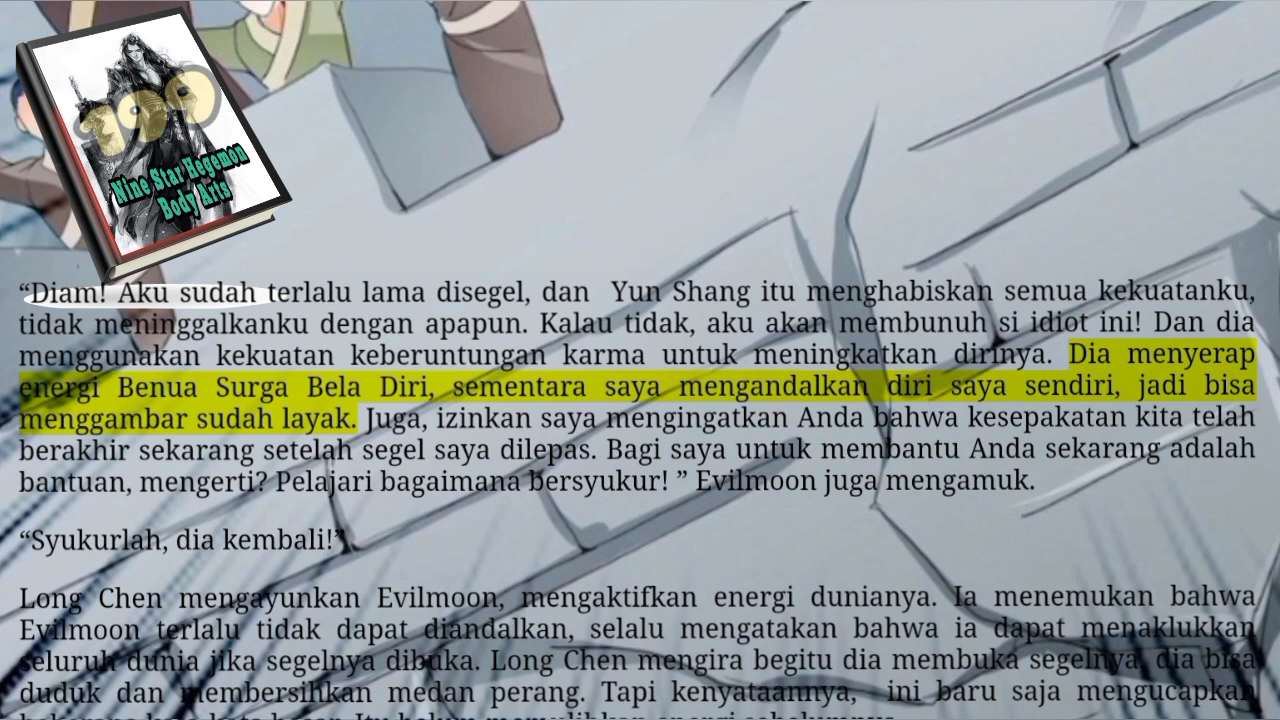 199
Nine Star Hegemon
Body Arts
“Diam! Aku sudah terlalu lama disegel, dan Yun Shang itu menghabiskan semua kekuatanku,
tidak meninggalkanku dengan apapun. Kalau tidak, aku akan membunuh si idiot ini! Dan dia
menggunakan kekuatan keberuntungan karma untuk meningkatkan dirinya. Dia menyerap
energi Benua Surga Bela Diri, sementara saya mengandalkan diri saya sendiri, jadi bisa
menggambar sudah layak. Juga, izinkan saya mengingatkan Anda bahwa kesepakatan kita telah
berakhir sekarang setelah segel saya dilepas. Bagi saya untuk membantu Anda sekarang adalah
bantuan, mengerti? Pelajari bagaimana bersyukur! ” Evilmoon juga mengamuk.
“Syukurlah, dia kembali!”
Long Chen mengayunkan Evilmoon, mengaktifkan energi dunianya. Ia menemukan bahwa
Evilmoon terlalu tidak dapat diandalkan, selalu mengatakan bahwa ia dapat menaklukkan
seluruh dunia jika segelnya dibuka. Long Chen mengira begitu dia membuka segelnya, dia bisa
duduk dan membersihkan medan perang. Tapi kenyataannya, ini baru saja mengucapkan